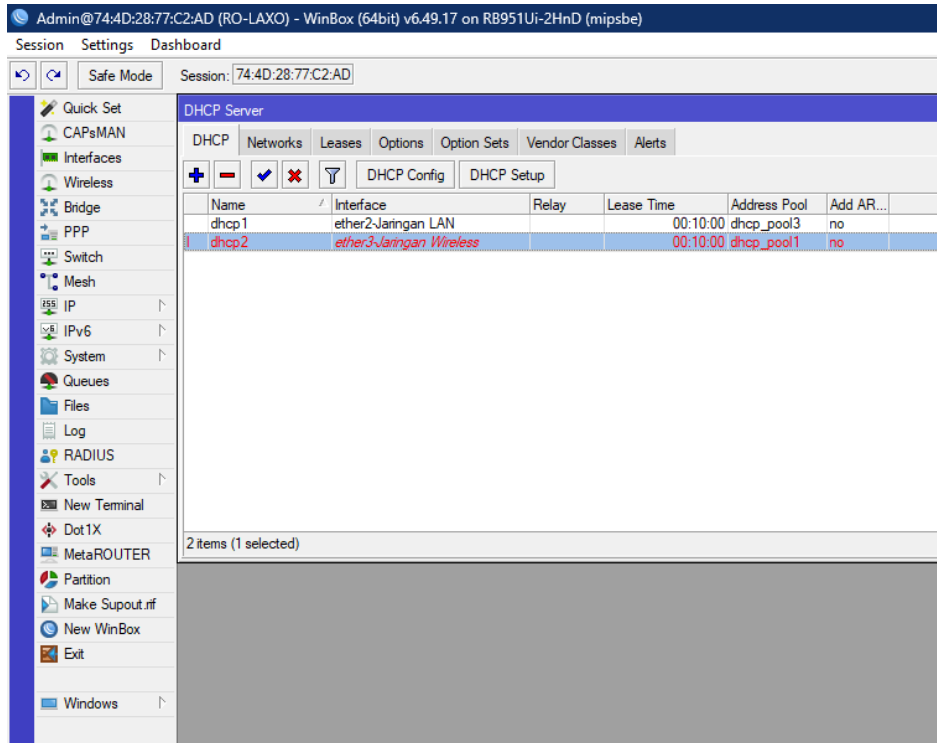 Admin@74:4D:28:77:C2:AD (RO-LAXO) - WinBox (64bit) v6.49.17 on RB951Ui-2HnD (mipsbe)
Session Settings Dashboard
Safe Mode Session: 74:4D:28:77:C2:AD
Quick Set
CAPsMAN
Interfaces
Wireless
Bridge
PPP
Switch
Mesh
IP
IPv6
System
Queues
Files
Log
RADIUS
Tools
New Terminal
Dot1X
MetaROUTER
Partition
Make Supout.rif
New WinBox
Exit
Windows
DHCP Server
DHCP Networks Leases Options Option Sets Vendor Classes Alerts
DHCP Config DHCP Setup
Name Interface Relay Lease Time Address Pool Add AR...
dhcp1 ether2-Jaringan LAN 00:10:00 dhcp_pool3 no
I dhcp2 ether3-Jaringan Wireless 00:10:00 dhcp_pool1 no
2 items (1 selected)